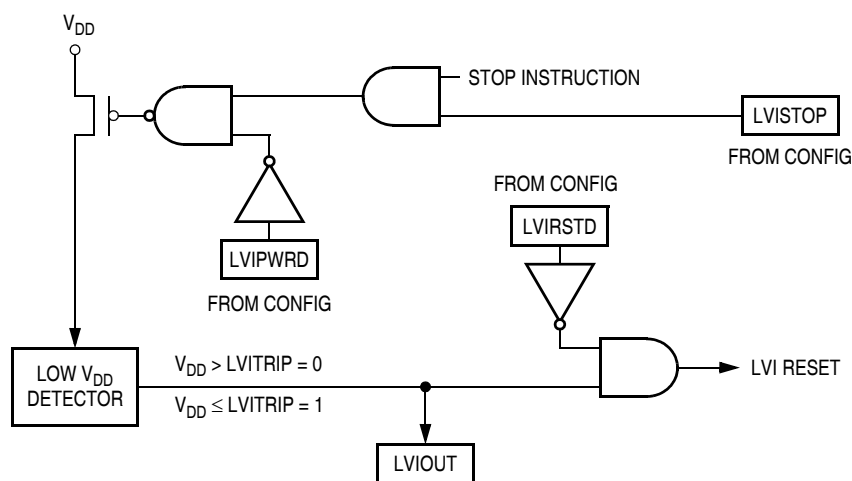 VDD
STOP INSTRUCTION
LVISTOP
FROM CONFIG
FROM CONFIG
LVIRSTD
LVIPWRD
FROM CONFIG
LOW VDD
DETECTOR
VDD > LVITRIP = 0
VDD ≤ LVITRIP = 1
LVI RESET
LVIOUT